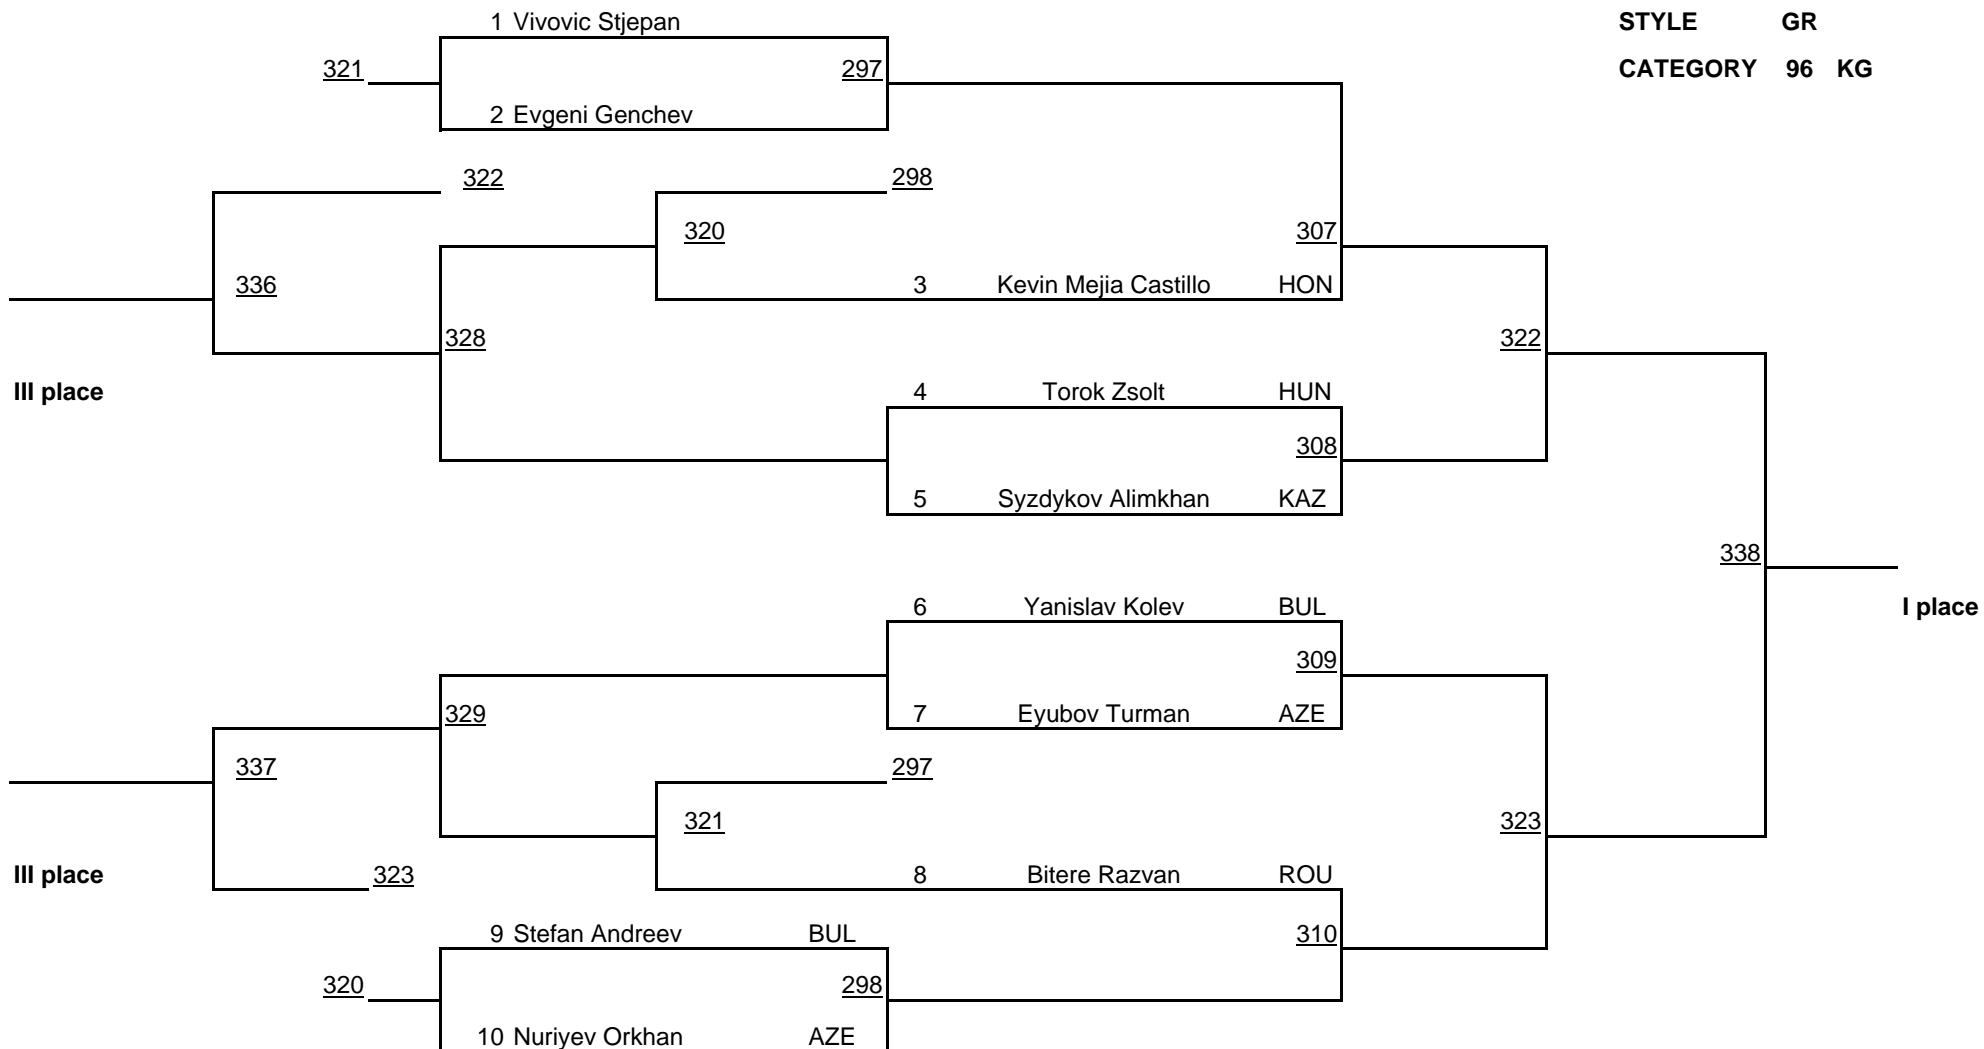 1 Vivovic Stjepan
STYLE GR
321
297
CATEGORY 96 KG
2 Evgeni Genchev
322
298
320
307
336
3 Kevin Mejia Castillo HON
328
322
III place
4 Torok Zsolt HUN
308
5 Syzdykov Alimkhan KAZ
338
6 Yanislav Kolev BUL
I place
309
329
7 Eyubov Turman AZE
337
297
321
323
III place
323
8 Bitere Razvan ROU
9 Stefan Andreev BUL
310
320
298
10 Nuriyev Orkhan AZE